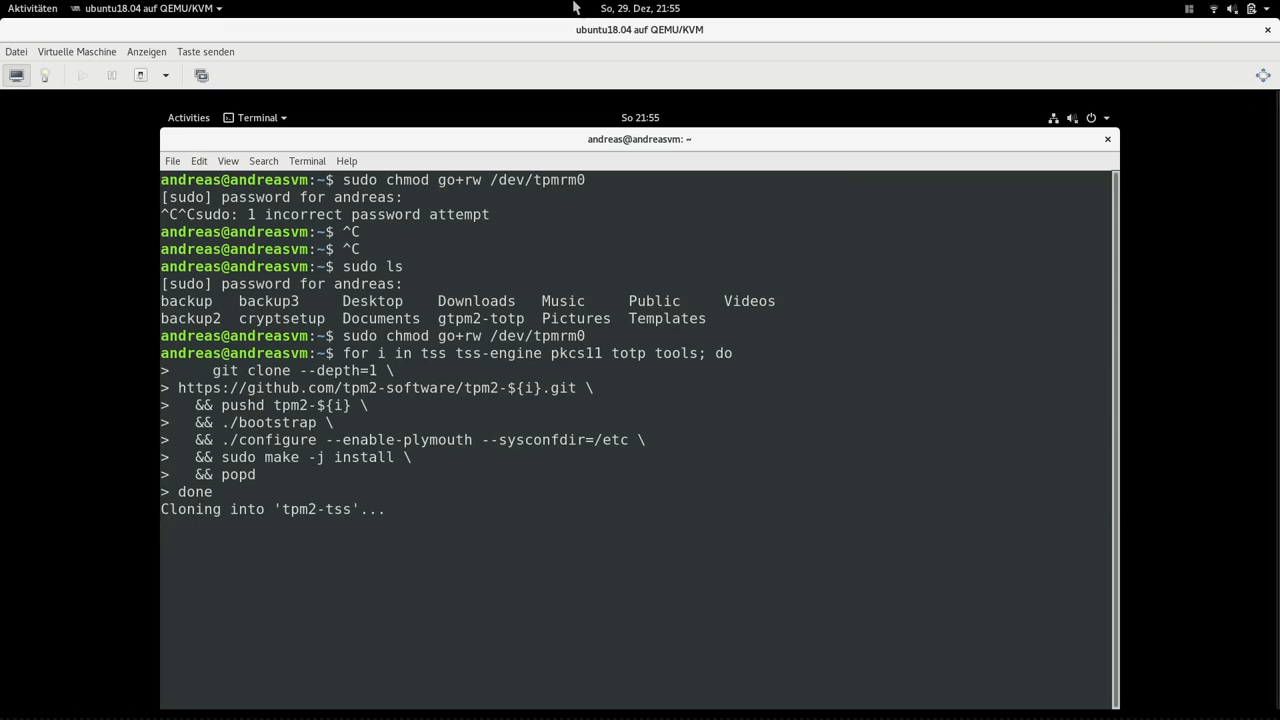 Aktivitäten ubuntu18.04 auf QEMU/KVM So, 29. Dez, 21:55
ubuntu18.04 auf QEMU/KVM ×
Datei Virtuelle Maschine Anzeigen Taste senden
Activities Terminal So 21:55
andreas@andreasvm: ~ ×
File Edit View Search Terminal Help
andreas@andreasvm:~$ sudo chmod go+rw /dev/tpmrm0
[sudo] password for andreas:
^C^Csudo: 1 incorrect password attempt
andreas@andreasvm:~$ ^C
andreas@andreasvm:~$ ^C
andreas@andreasvm:~$ sudo ls
[sudo] password for andreas:
backup backup3 Desktop Downloads Music Public Videos
backup2 cryptsetup Documents gtpm2-totp Pictures Templates
andreas@andreasvm:~$ sudo chmod go+rw /dev/tpmrm0
andreas@andreasvm:~$ for i in tss tss-engine pkcs11 totp tools; do
> git clone --depth=1 \
> https://github.com/tpm2-software/tpm2-${i}.git \
> && pushd tpm2-${i} \
> && ./bootstrap \
> && ./configure --enable-plymouth --sysconfdir=/etc \
> && sudo make -j install \
> && popd
> done
Cloning into 'tpm2-tss'...